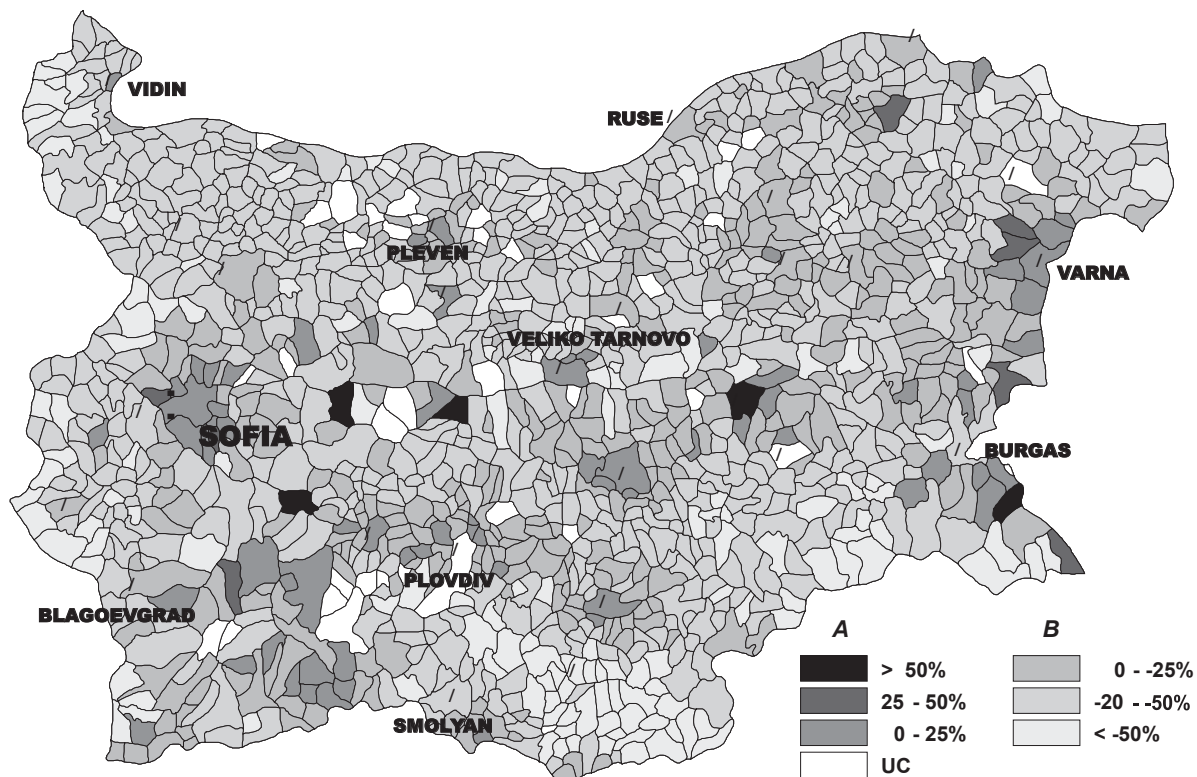 VIDIN
RUSE
PLEVEN
VARNA
VELIKO TARNOVO
SOFIA
BURGAS
PLOVDIV
BLAGOEVGRAD
SMOLYAN
A B
> 50% 0 - -25%
25 - 50% -20 - -50%
0 - 25% < -50%
UC